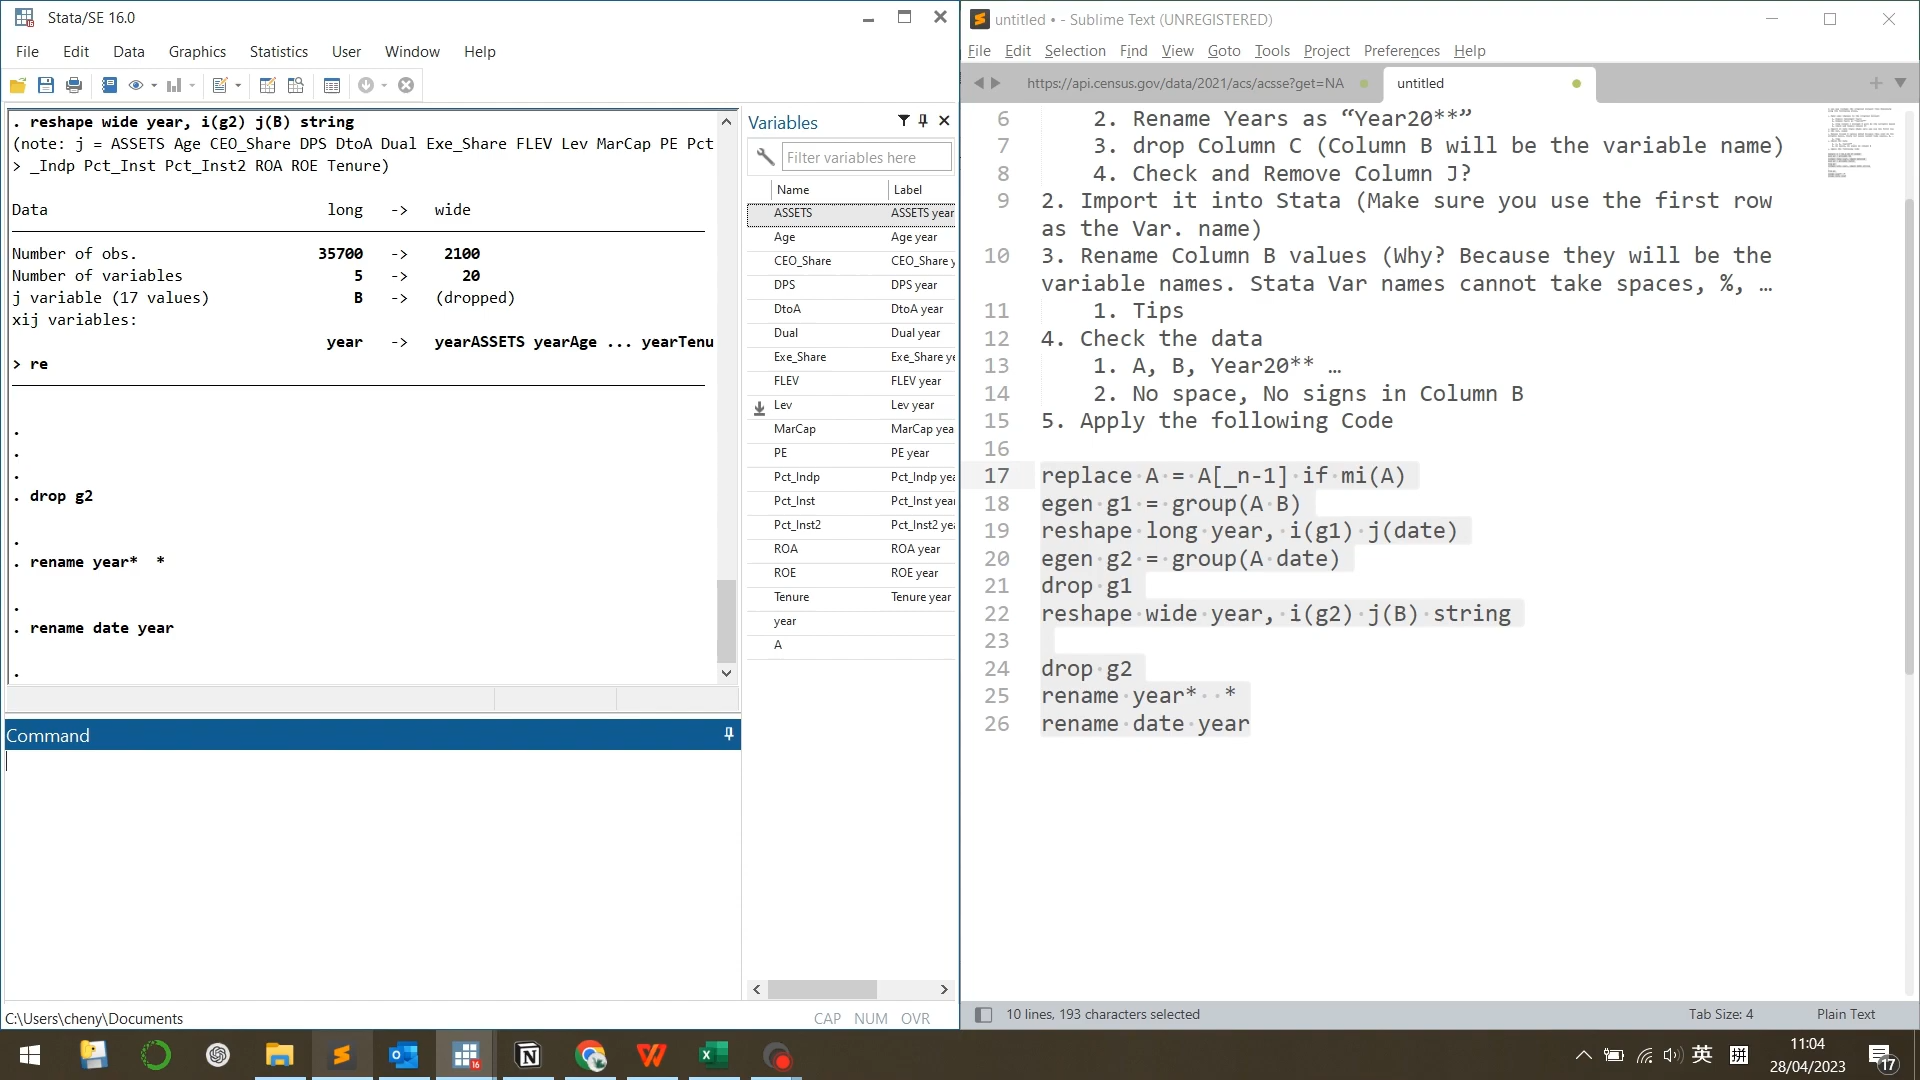 Stata/SE 16.0
File Edit Data Graphics Statistics User Window Help
. reshape wide year, i(g2) j(B) string
(note: j = ASSETS Age CEO_Share DPS DtoA Dual Exe_Share FLEV Lev MarCap PE Pct
> _Indp Pct_Inst Pct_Inst2 ROA ROE Tenure)
Data long -> wide
Number of obs. 35700 -> 2100
Number of variables 5 -> 20
j variable (17 values) B -> (dropped)
xij variables:
year -> yearASSETS yearAge ... yearTenu
> re
.
.
.
. drop g2
.
. rename year*  *
.
. rename date year
.
Command
C:\Users\cheny\Documents
CAP NUM OVR
Variables
Filter variables here
Name Label
ASSETS ASSETS year
Age Age year
CEO_Share CEO_Share y
DPS DPS year
DtoA DtoA year
Dual Dual year
Exe_Share Exe_Share ye
FLEV FLEV year
Lev Lev year
MarCap MarCap yea
PE PE year
Pct_Indp Pct_Indp yea
Pct_Inst Pct_Inst year
Pct_Inst2 Pct_Inst2 yea
ROA ROA year
ROE ROE year
Tenure Tenure year
year
A
untitled • - Sublime Text (UNREGISTERED)
File Edit Selection Find View Goto Tools Project Preferences Help
https://api.census.gov/data/2021/acs/acsse?get=NA untitled
6 2. Rename Years as “Year20**”
7 3. drop Column C (Column B will be the variable name)
8 4. Check and Remove Column J?
9 2. Import it into Stata (Make sure you use the first row
as the Var. name)
10 3. Rename Column B values (Why? Because they will be the
variable names. Stata Var names cannot take spaces, %, …
11 1. Tips
12 4. Check the data
13 1. A, B, Year20** …
14 2. No space, No signs in Column B
15 5. Apply the following Code
16
17 replace A = A[_n-1] if mi(A)
18 egen g1 = group(A B)
19 reshape long year, i(g1) j(date)
20 egen g2 = group(A date)
21 drop g1
22 reshape wide year, i(g2) j(B) string
23
24 drop g2
25 rename year*  *
26 rename date year
10 lines, 193 characters selected
Tab Size: 4 Plain Text
16
英 拼
11:04
28/04/2023
17